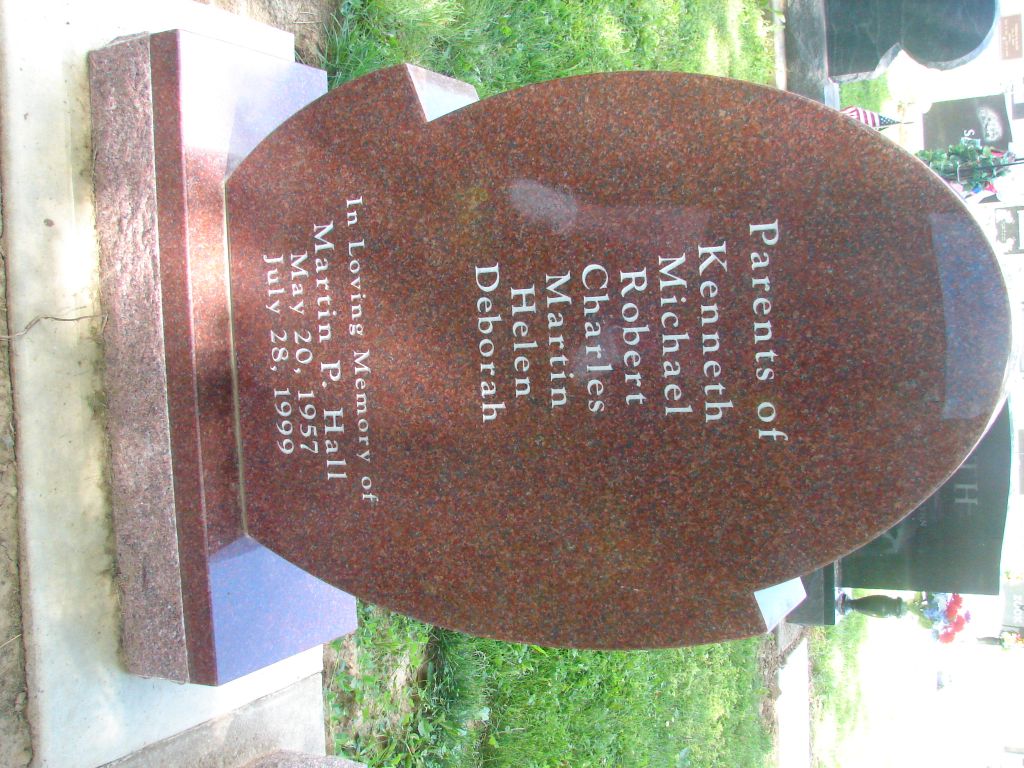 Parents of
Kenneth
Michael
Robert
Charles
Martin
Helen
Deborah
In Loving Memory of
Martin P. Hall
May 20, 1957
July 28, 1999